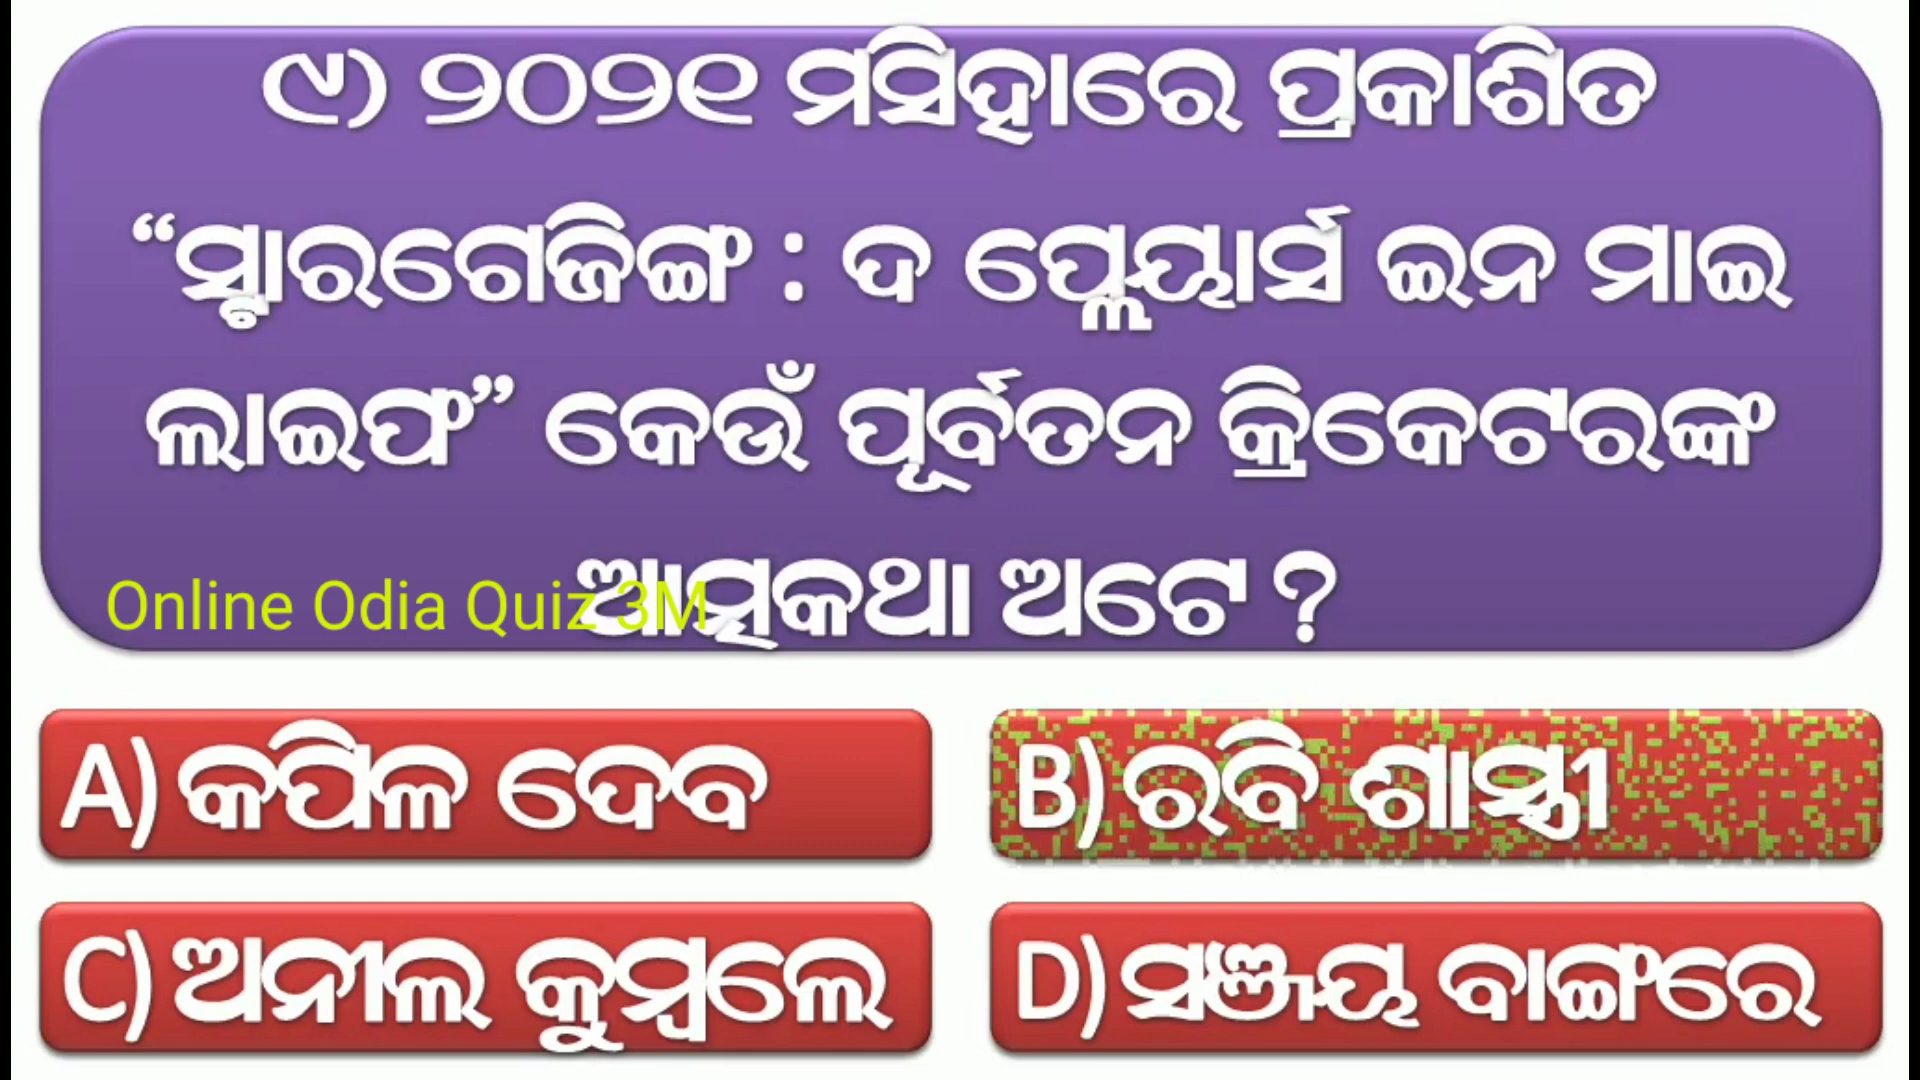 ୯) ୨୦୨୧ ମସିହାରେ ପ୍ରକାଶିତ
“ସ୍ଟାରଗେଜିଙ୍ଗ : ଦ ପ୍ଲେୟାର୍ସ ଇନ ମାଇ
ଲାଇଫ” କେଉଁ ପୂର୍ବତନ କ୍ରିକେଟରଙ୍କ
ଆତ୍ମକଥା ଅଟେ ?
Online Odia Quiz 3M
A) କପିଳ ଦେବ
B) ରବି ଶାସ୍ତ୍ରୀ
C) ଅନୀଲ କୁମ୍ବଲେ
D) ସଞ୍ଜୟ ବାଙ୍ଗରେ